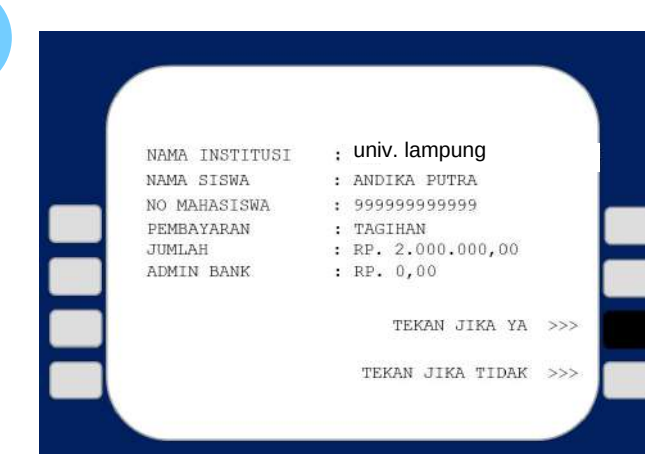 NAMA INSTITUSI : univ. lampung
NAMA SISWA : ANDIKA PUTRA
NO MAHASISWA : 999999999999
PEMBAYARAN : TAGIHAN
JUMLAH : RP. 2.000.000,00
ADMIN BANK : RP. 0,00
TEKAN JIKA YA >>>
TEKAN JIKA TIDAK >>>